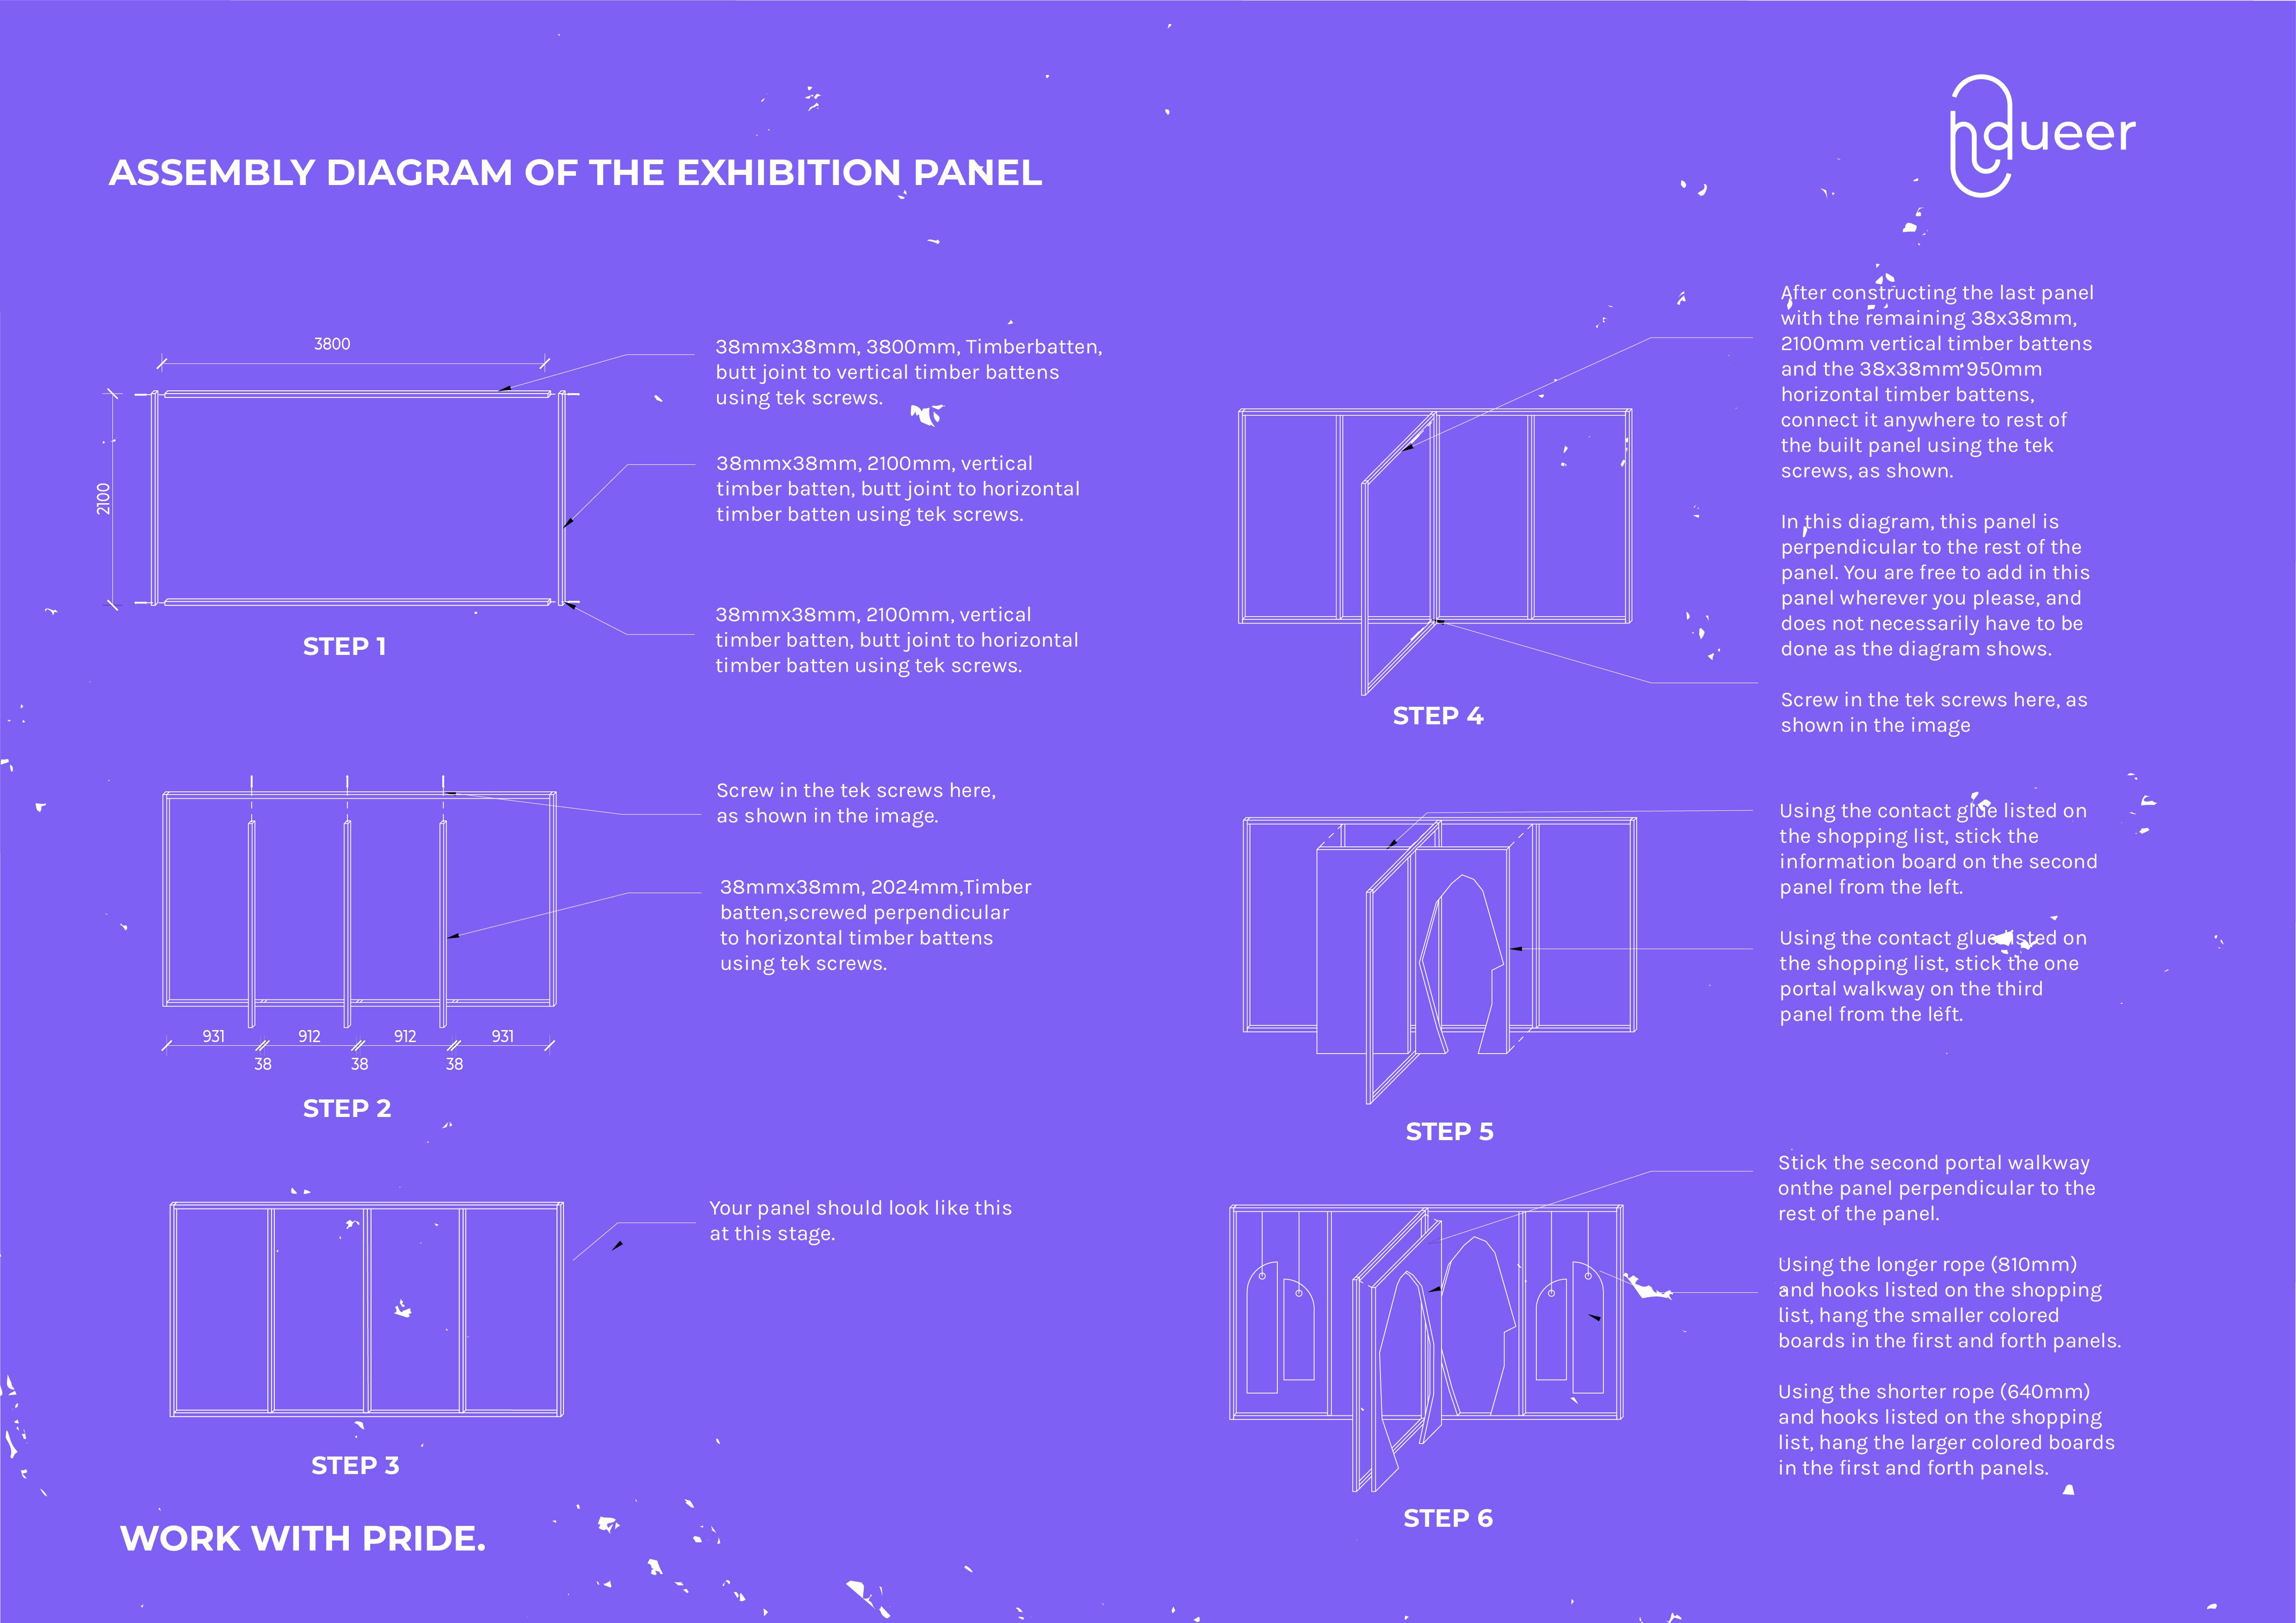 hqueer
ASSEMBLY DIAGRAM OF THE EXHIBITION PANEL
3800
2100
38mmx38mm, 3800mm, Timberbatten,
butt joint to vertical timber battens
using tek screws.
38mmx38mm, 2100mm, vertical
timber batten, butt joint to horizontal
timber batten using tek screws.
38mmx38mm, 2100mm, vertical
timber batten, butt joint to horizontal
timber batten using tek screws.
STEP 1
Screw in the tek screws here,
as shown in the image.
38mmx38mm, 2024mm,Timber
batten,screwed perpendicular
to horizontal timber battens
using tek screws.
931 912 912 931
38 38 38
STEP 2
Your panel should look like this
at this stage.
STEP 3
WORK WITH PRIDE.
After constructing the last panel
with the remaining 38x38mm,
2100mm vertical timber battens
and the 38x38mm 950mm
horizontal timber battens,
connect it anywhere to rest of
the built panel using the tek
screws, as shown.
In this diagram, this panel is
perpendicular to the rest of the
panel. You are free to add in this
panel wherever you please, and
does not necessarily have to be
done as the diagram shows.
Screw in the tek screws here, as
shown in the image
STEP 4
Using the contact glue listed on
the shopping list, stick the
information board on the second
panel from the left.
Using the contact glue listed on
the shopping list, stick the one
portal walkway on the third
panel from the left.
STEP 5
Stick the second portal walkway
onthe panel perpendicular to the
rest of the panel.
Using the longer rope (810mm)
and hooks listed on the shopping
list, hang the smaller colored
boards in the first and forth panels.
Using the shorter rope (640mm)
and hooks listed on the shopping
list, hang the larger colored boards
in the first and forth panels.
STEP 6